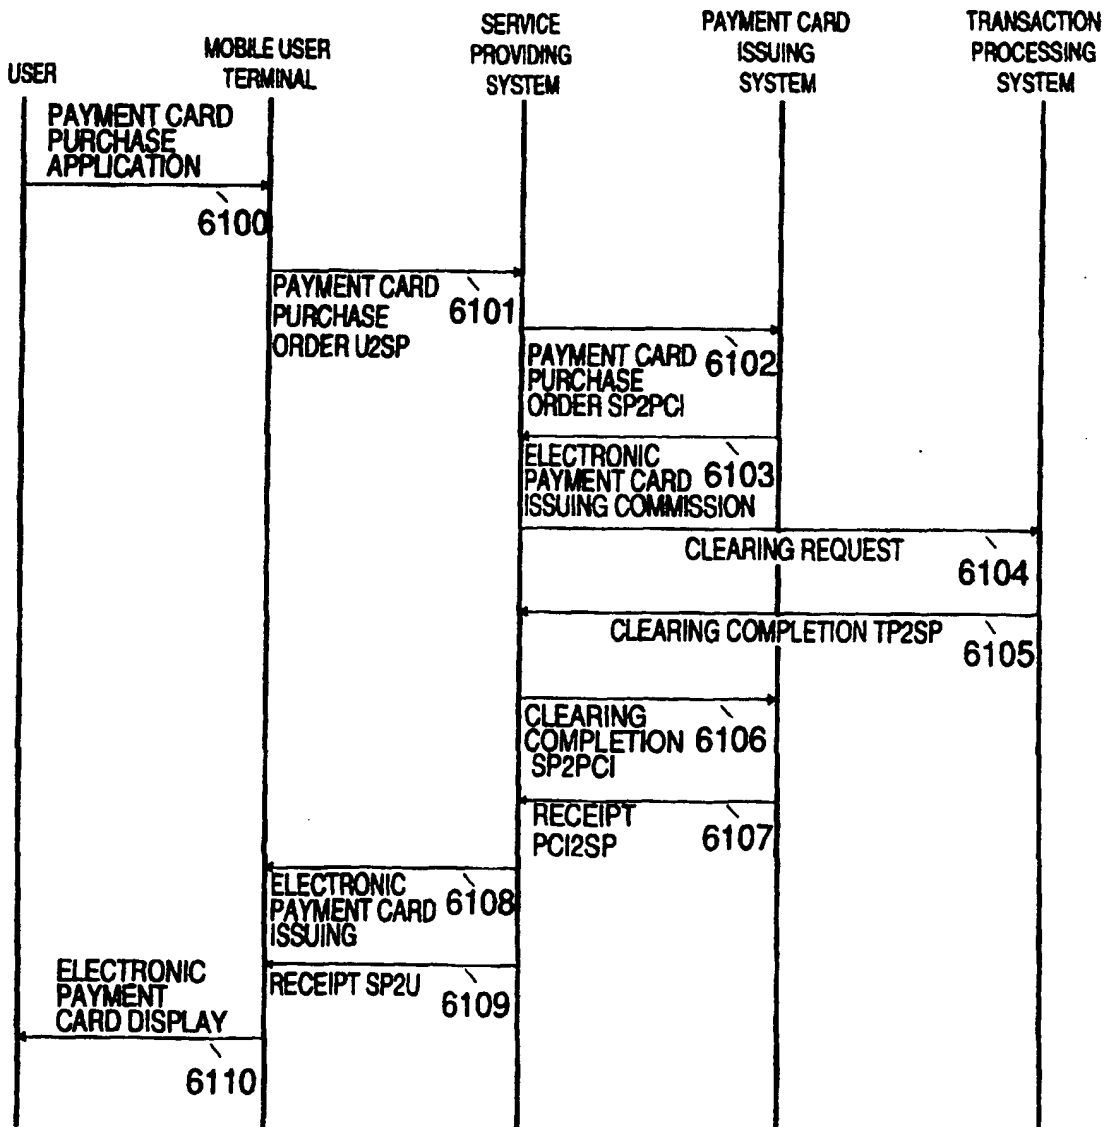 USER
MOBILE USER
TERMINAL
SERVICE
PROVIDING
SYSTEM
PAYMENT CARD
ISSUING
SYSTEM
TRANSACTION
PROCESSING
SYSTEM
PAYMENT CARD
PURCHASE
APPLICATION
6100
PAYMENT CARD
PURCHASE
ORDER U2SP
6101
PAYMENT CARD
PURCHASE
ORDER SP2PCI
6102
ELECTRONIC
PAYMENT CARD
ISSUING COMMISSION
6103
CLEARING REQUEST
6104
CLEARING COMPLETION TP2SP
6105
CLEARING
COMPLETION
SP2PCI
6106
RECEIPT
PCI2SP
6107
ELECTRONIC
PAYMENT CARD
ISSUING
6108
RECEIPT SP2U
6109
ELECTRONIC
PAYMENT
CARD DISPLAY
6110